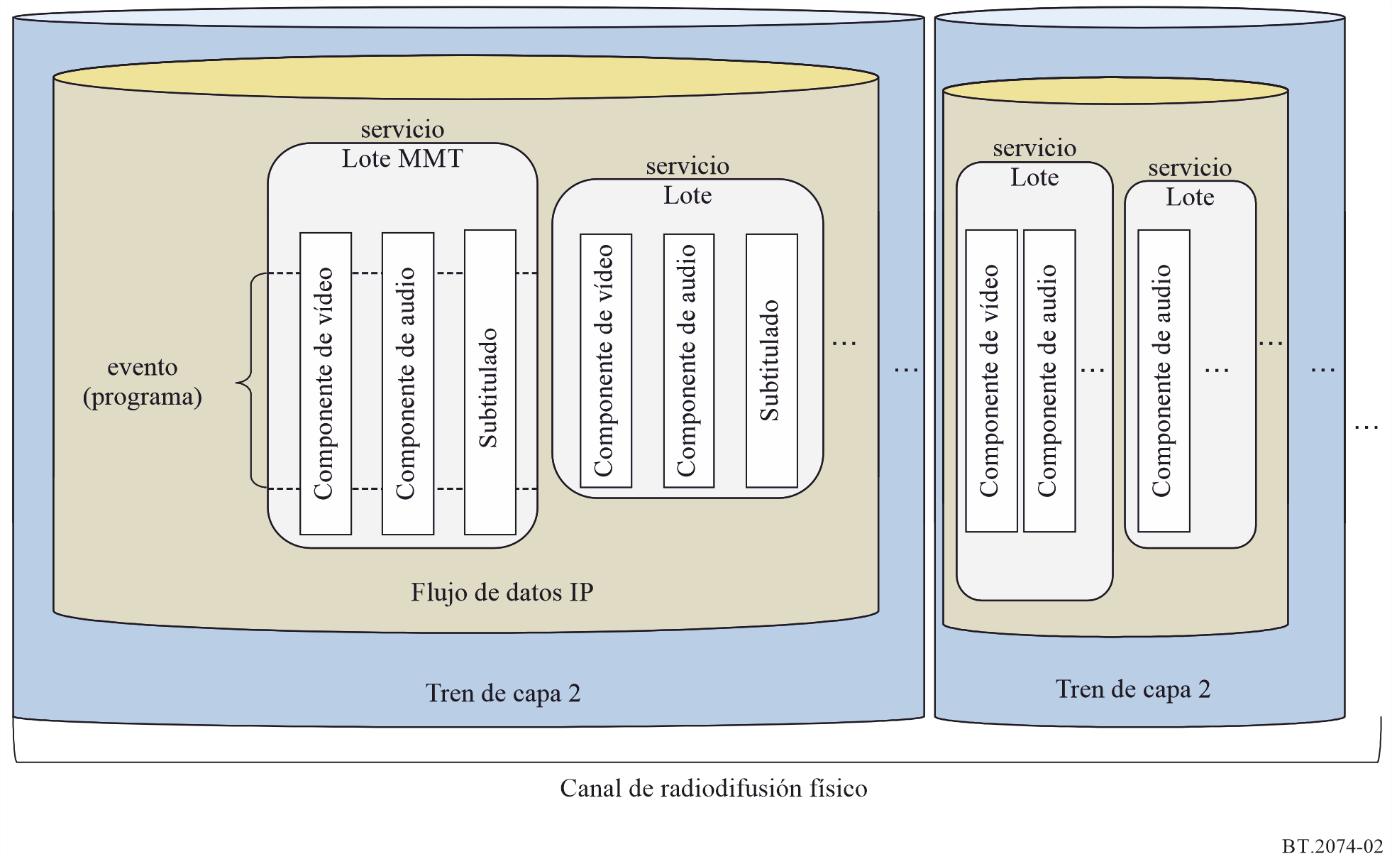 servicio
Lote MMT
servicio
Lote
servicio
Lote
servicio
Lote
Componente de vídeo
Componente de audio
Subtitulado
Componente de vídeo
Componente de audio
Subtitulado
...
...
Componente de vídeo
Componente de audio
...
Componente de audio
...
...
...
...
evento
(programa)
Flujo de datos IP
Tren de capa 2
Tren de capa 2
Canal de radiodifusión físico
BT.2074-02